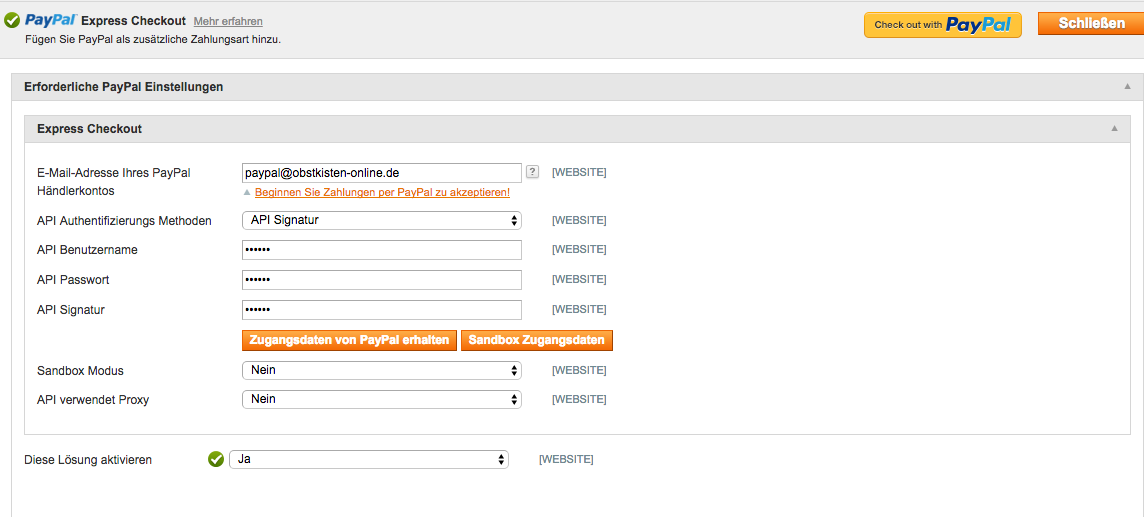 PayPal Express Checkout Mehr erfahren
Fügen Sie PayPal als zusätzliche Zahlungsart hinzu.
Check out with PayPal
Schließen
Erforderliche PayPal Einstellungen
Express Checkout
E-Mail-Adresse Ihres PayPal Händlerkontos
paypal@obstkisten-online.de ? [WEBSITE]
Beginnen Sie Zahlungen per PayPal zu akzeptieren!
API Authentifizierungs Methoden API Signatur [WEBSITE]
API Benutzername •••••• [WEBSITE]
API Passwort •••••• [WEBSITE]
API Signatur •••••• [WEBSITE]
Zugangsdaten von PayPal erhalten Sandbox Zugangsdaten
Sandbox Modus Nein [WEBSITE]
API verwendet Proxy Nein [WEBSITE]
Diese Lösung aktivieren Ja [WEBSITE]